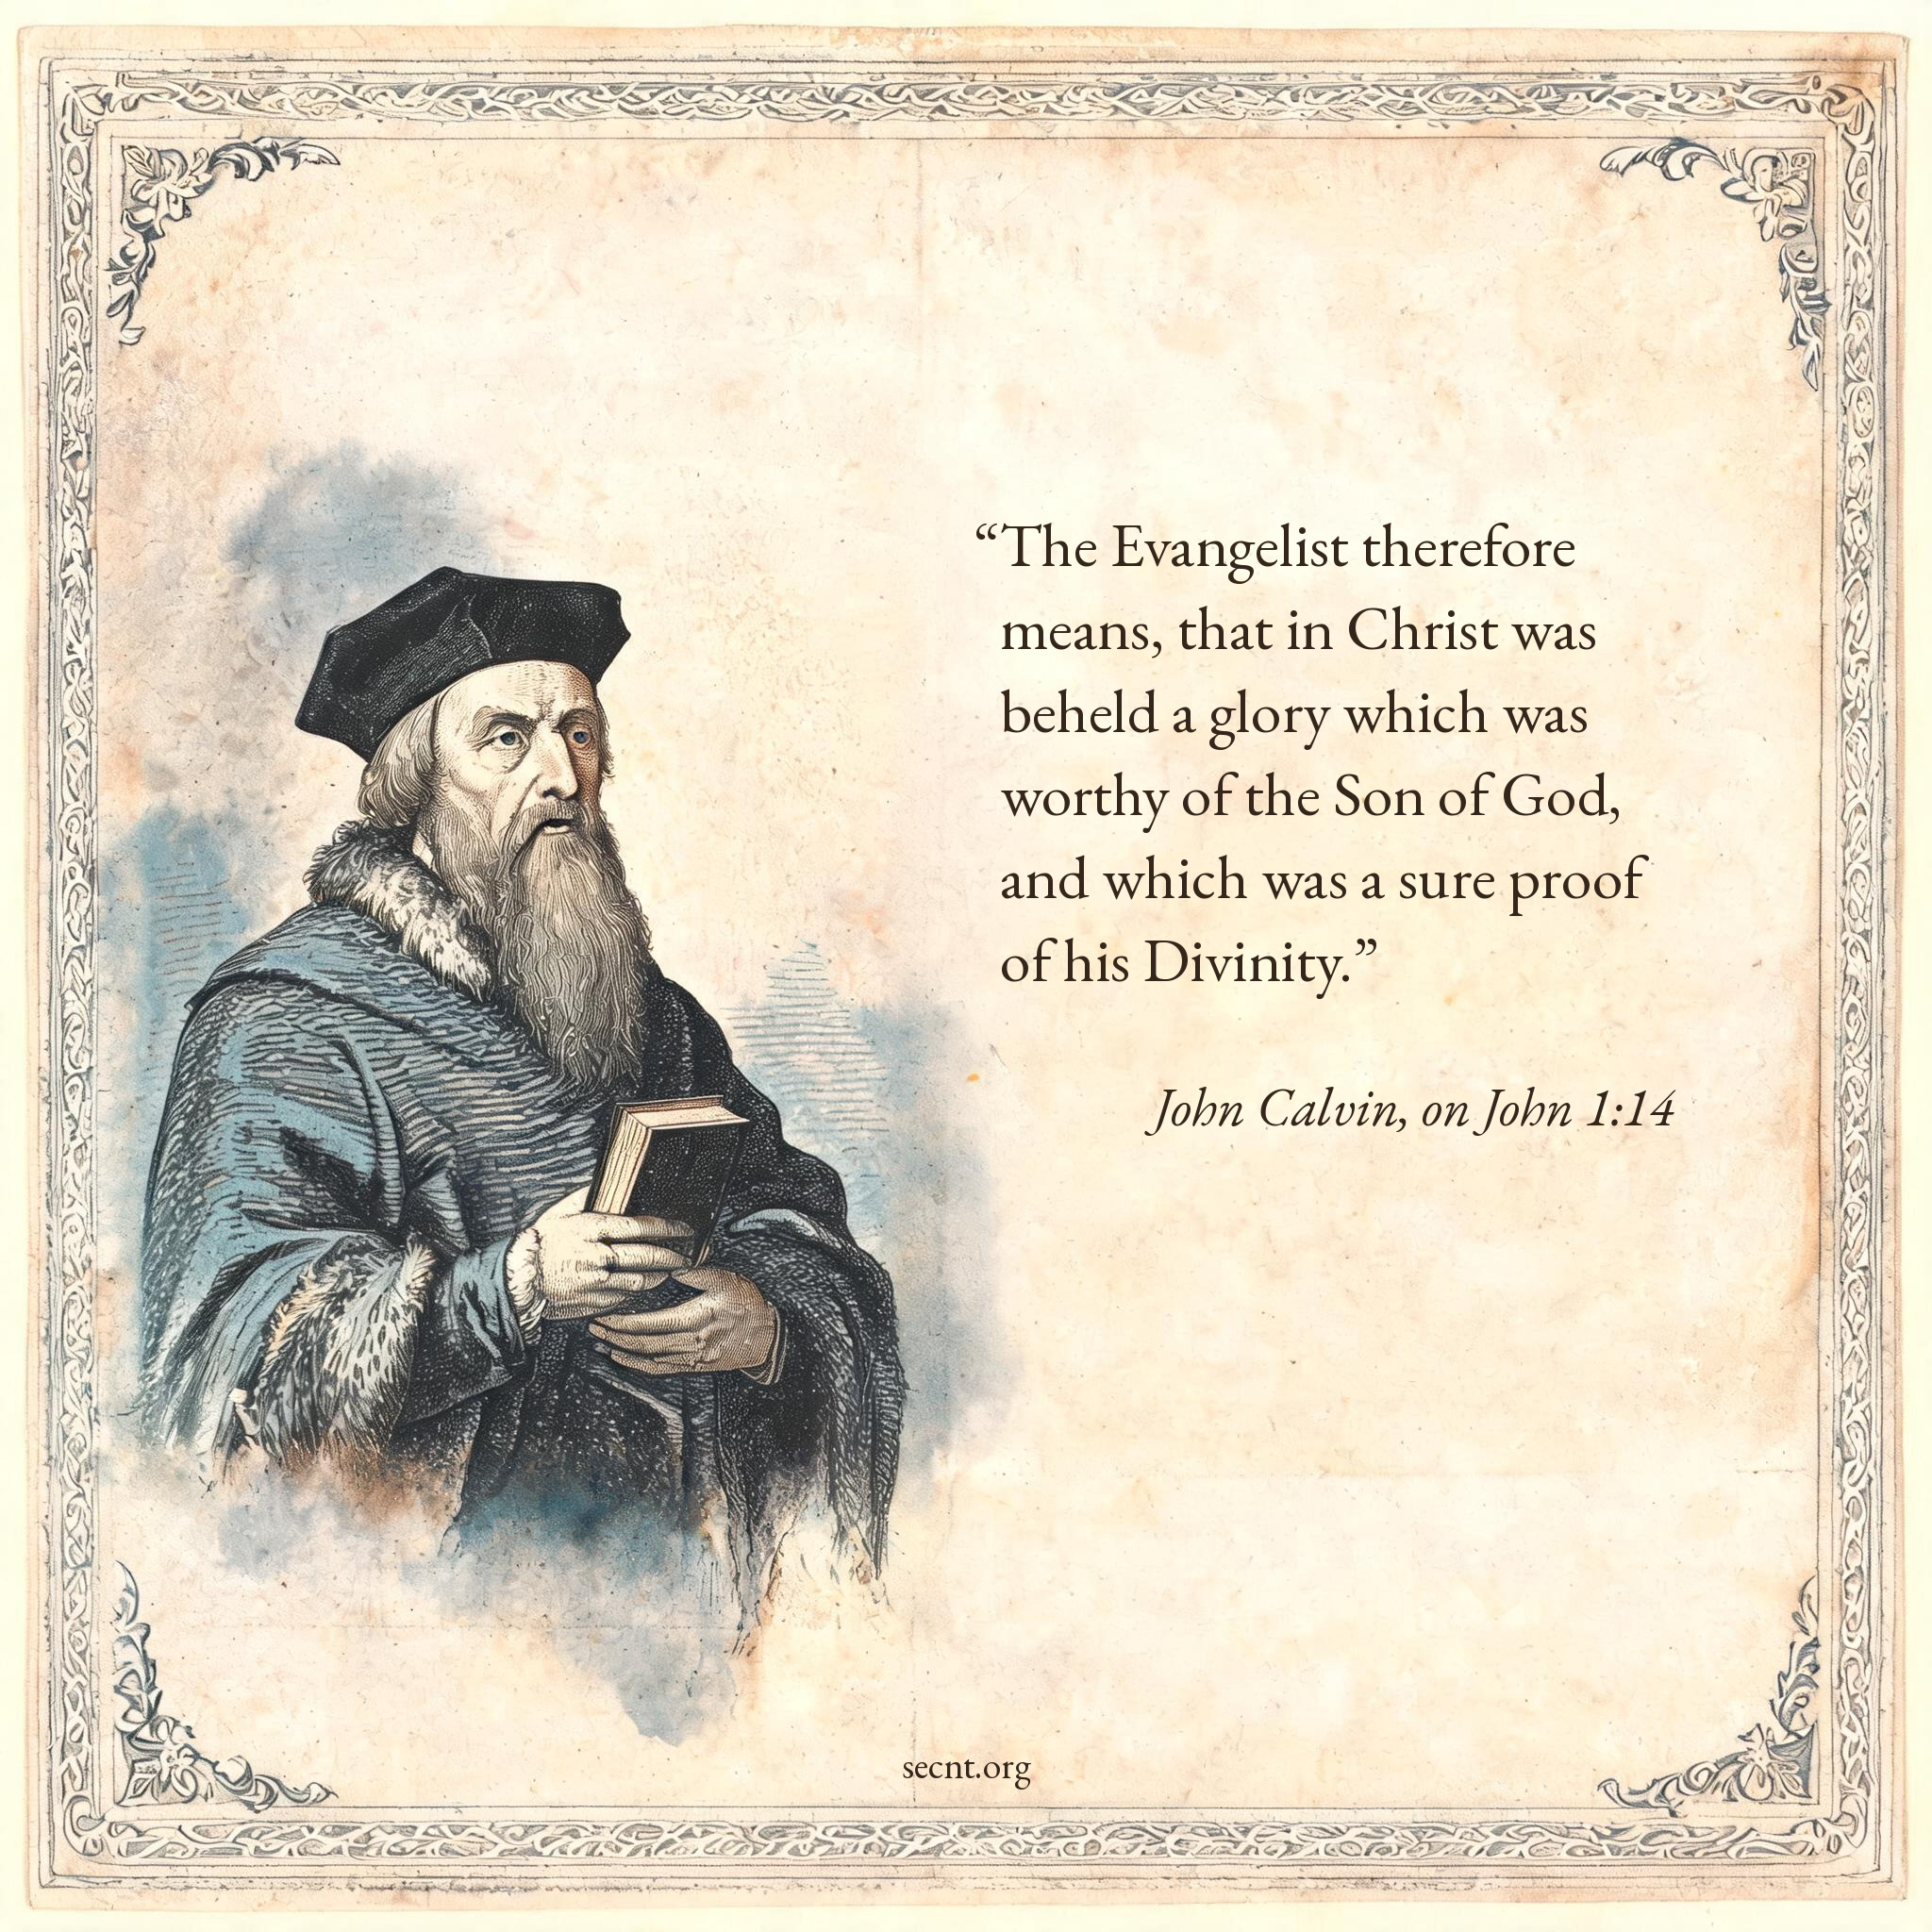 “The Evangelist therefore
means, that in Christ was
beheld a glory which was
worthy of the Son of God,
and which was a sure proof
of his Divinity.”
John Calvin, on John 1:14
secnt.org